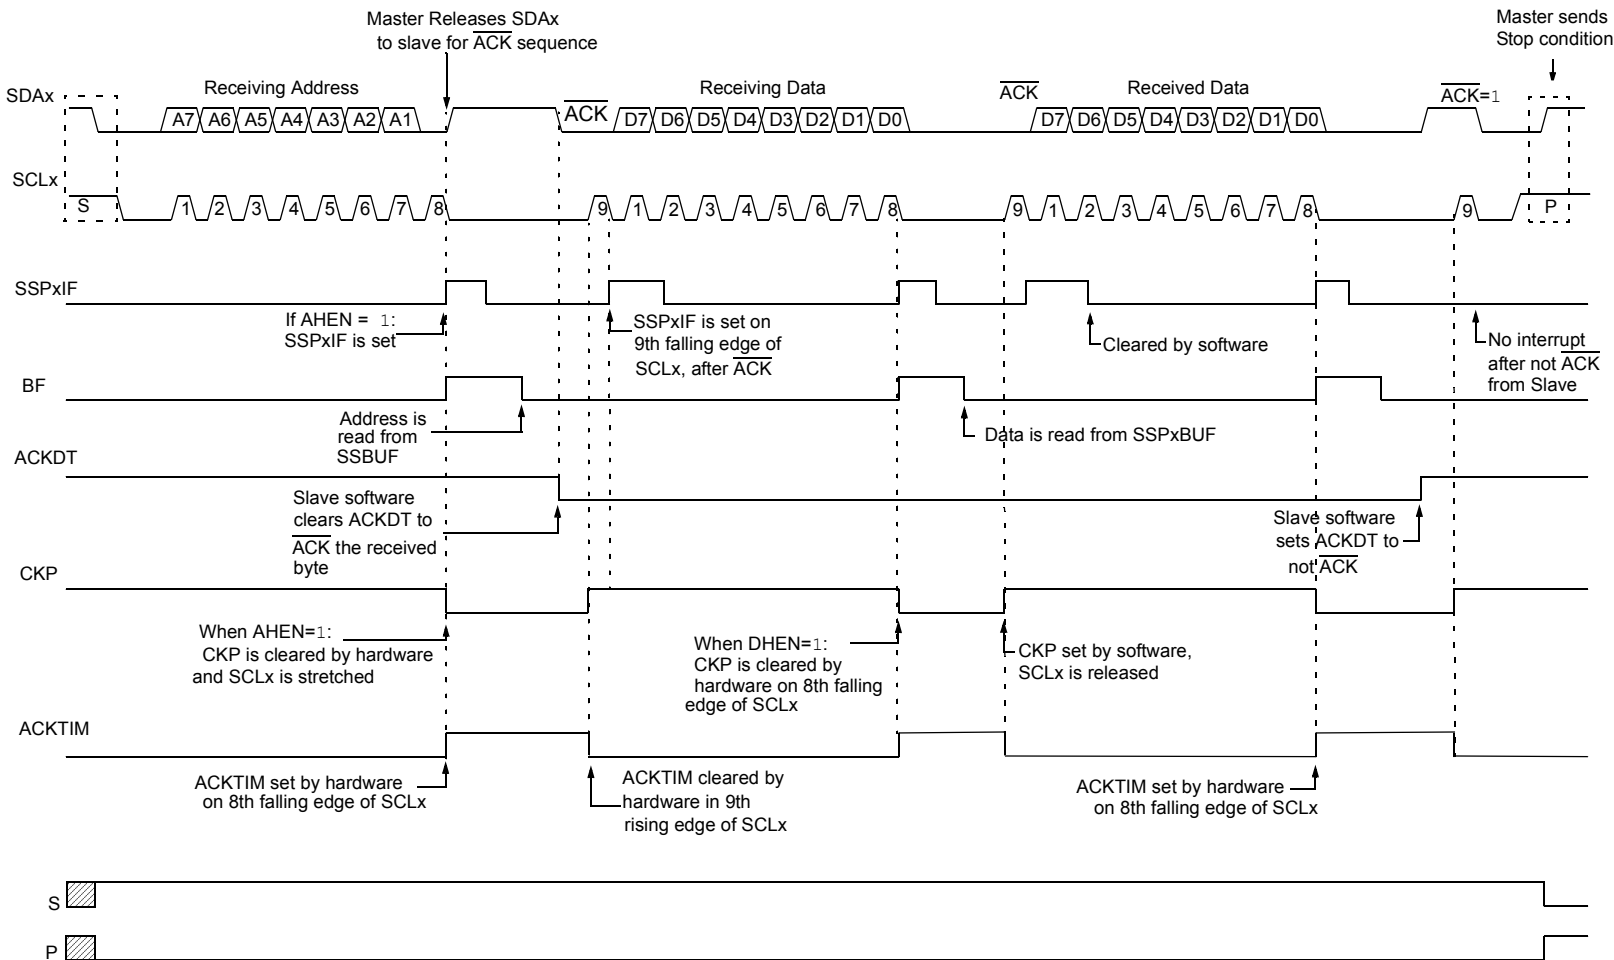 Master Releases SDAx
to slave for ACK sequence
Master sends
Stop condition
SDAx
Receiving Address
Receiving Data
ACK
Received Data
ACK=1
A7 A6 A5 A4 A3 A2 A1
ACK
D7 D6 D5 D4 D3 D2 D1 D0
D7 D6 D5 D4 D3 D2 D1 D0
SCLx
S
1 2 3 4 5 6 7 8
9 1 2 3 4 5 6 7 8
9 1 2 3 4 5 6 7 8
9
P
SSPxIF
If AHEN = 1:
SSPxIF is set
SSPxIF is set on
9th falling edge of
SCLx, after ACK
Cleared by software
No interrupt
after not ACK
from Slave
BF
Address is
read from
SSBUF
Data is read from SSPxBUF
ACKDT
Slave software
clears ACKDT to
ACK the received
byte
Slave software
sets ACKDT to
not ACK
CKP
When AHEN=1:
CKP is cleared by hardware
and SCLx is stretched
When DHEN=1:
CKP is cleared by
hardware on 8th falling
edge of SCLx
CKP set by software,
SCLx is released
ACKTIM
ACKTIM set by hardware
on 8th falling edge of SCLx
ACKTIM cleared by
hardware in 9th
rising edge of SCLx
ACKTIM set by hardware
on 8th falling edge of SCLx
S
P